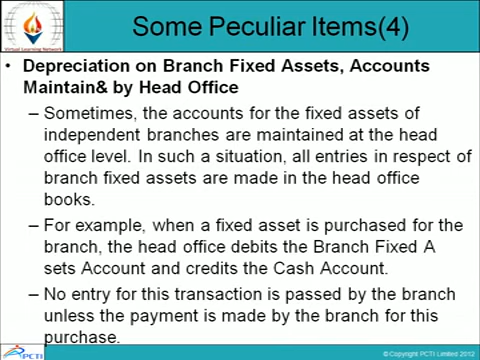 Some Peculiar Items(4)
Virtual Learning Network
• Depreciation on Branch Fixed Assets, Accounts
Maintain& by Head Office
– Sometimes, the accounts for the fixed assets of
independent branches are maintained at the head
office level. In such a situation, all entries in respect of
branch fixed assets are made in the head office
books.
– For example, when a fixed asset is purchased for the
branch, the head office debits the Branch Fixed A
sets Account and credits the Cash Account.
– No entry for this transaction is passed by the branch
unless the payment is made by the branch for this
purchase.
PCTI
© Copyright PCTI Limited 2012